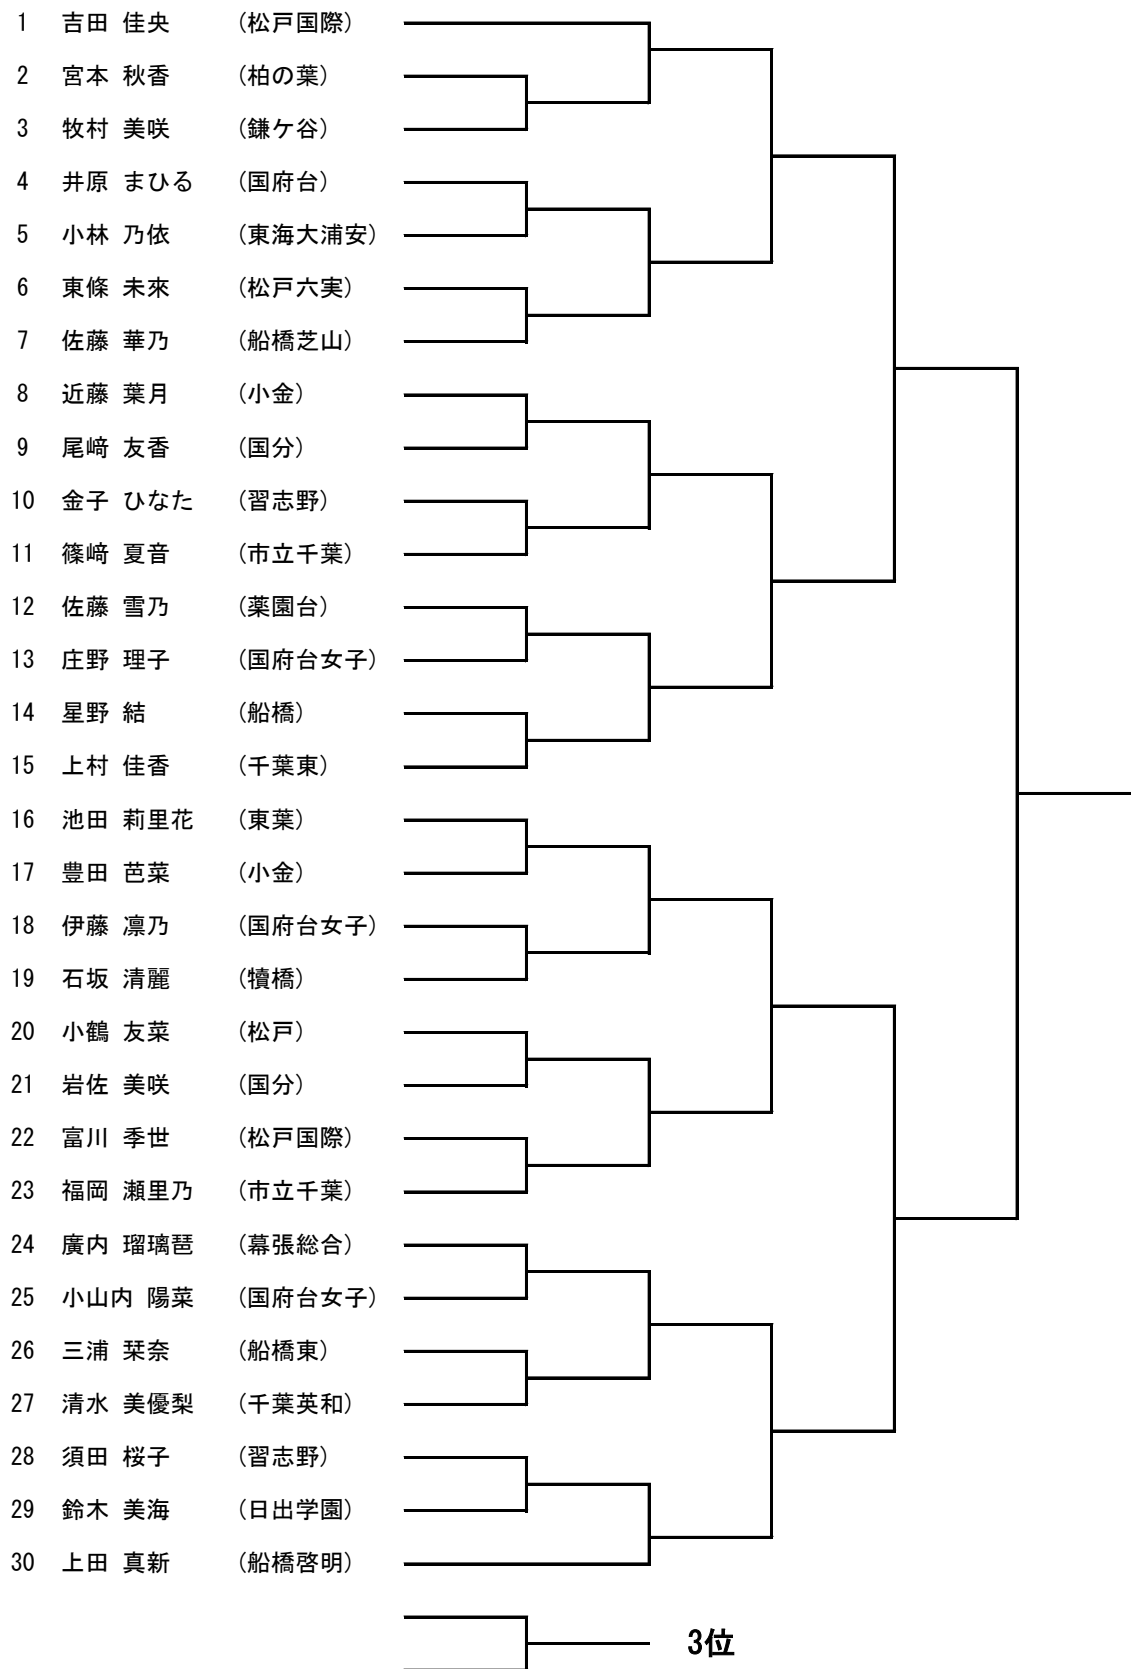 1 吉田 佳央 (松戸国際)
2 宮本 秋香 (柏の葉)
3 牧村 美咲 (鎌ケ谷)
4 井原 まひる (国府台)
5 小林 乃依 (東海大浦安)
6 東條 未來 (松戸六実)
7 佐藤 華乃 (船橋芝山)
8 近藤 葉月 (小金)
9 尾﨑 友香 (国分)
10 金子 ひなた (習志野)
11 篠﨑 夏音 (市立千葉)
12 佐藤 雪乃 (薬園台)
13 庄野 理子 (国府台女子)
14 星野 結 (船橋)
15 上村 佳香 (千葉東)
16 池田 莉里花 (東葉)
17 豊田 芭菜 (小金)
18 伊藤 凛乃 (国府台女子)
19 石坂 清麗 (犢橋)
20 小鶴 友菜 (松戸)
21 岩佐 美咲 (国分)
22 富川 季世 (松戸国際)
23 福岡 瀬里乃 (市立千葉)
24 廣内 瑠璃琶 (幕張総合)
25 小山内 陽菜 (国府台女子)
26 三浦 栞奈 (船橋東)
27 清水 美優梨 (千葉英和)
28 須田 桜子 (習志野)
29 鈴木 美海 (日出学園)
30 上田 真新 (船橋啓明)
3位